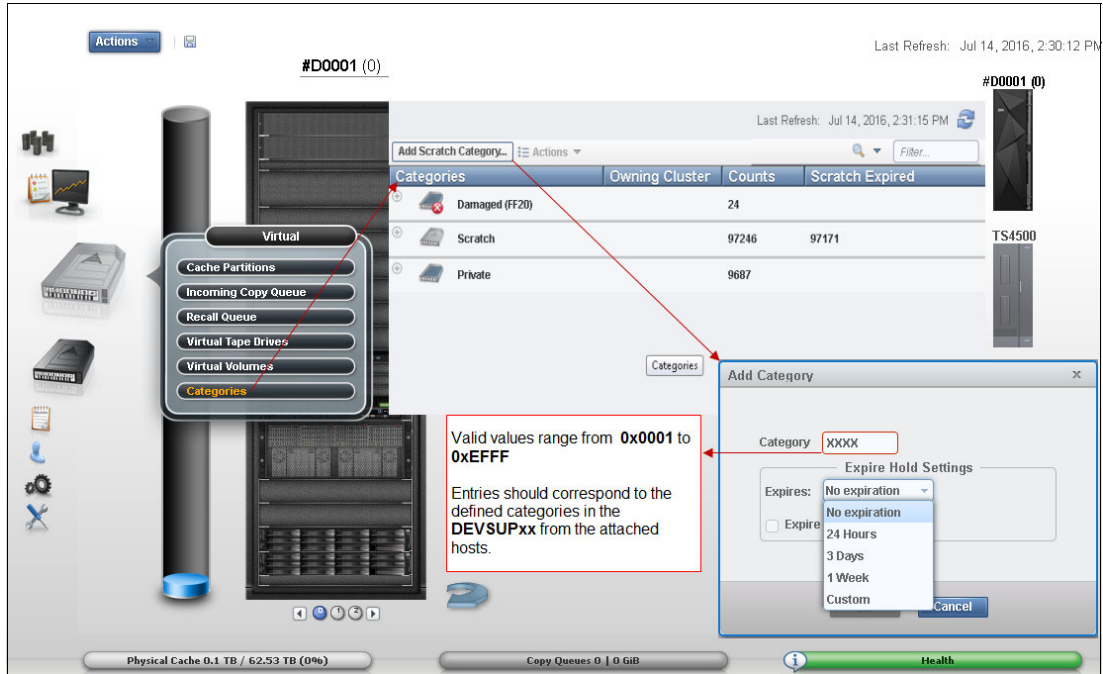 Actions
Last Refresh: Jul 14, 2016, 2:30:12 PM
#D0001 (0)
#D0001 (0)
Last Refresh: Jul 14, 2016, 2:31:15 PM
Add Scratch Category... Actions
Filter...
Categories Owning Cluster Counts Scratch Expired
Damaged (FF20) 24
Scratch 97246 97171
Private 9687
TS4500
Virtual
Cache Partitions
Incoming Copy Queue
Recall Queue
Virtual Tape Drives
Virtual Volumes
Categories
Categories
Add Category x
Category XXXX
Expire Hold Settings
Expires: No expiration
No expiration
Expire
24 Hours
3 Days
1 Week
Custom
Cancel
Valid values range from 0x0001 to
0xEFFF
Entries should correspond to the
defined categories in the
DEVSUPxx from the attached
hosts.
Physical Cache 0.1 TB / 62.53 TB (0%)
Copy Queues 0 | 0 GiB
Health